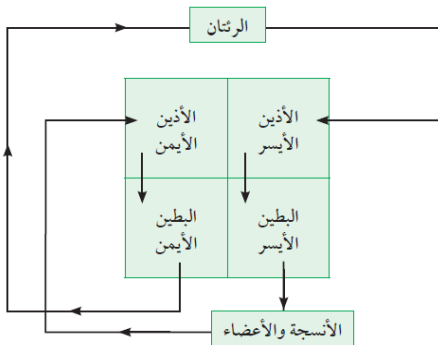 الرئتان
الأذين
الأيمن
الأذين
الأيسر
البطين
الأيمن
البطين
الأيسر
الأنسجة والأعضاء